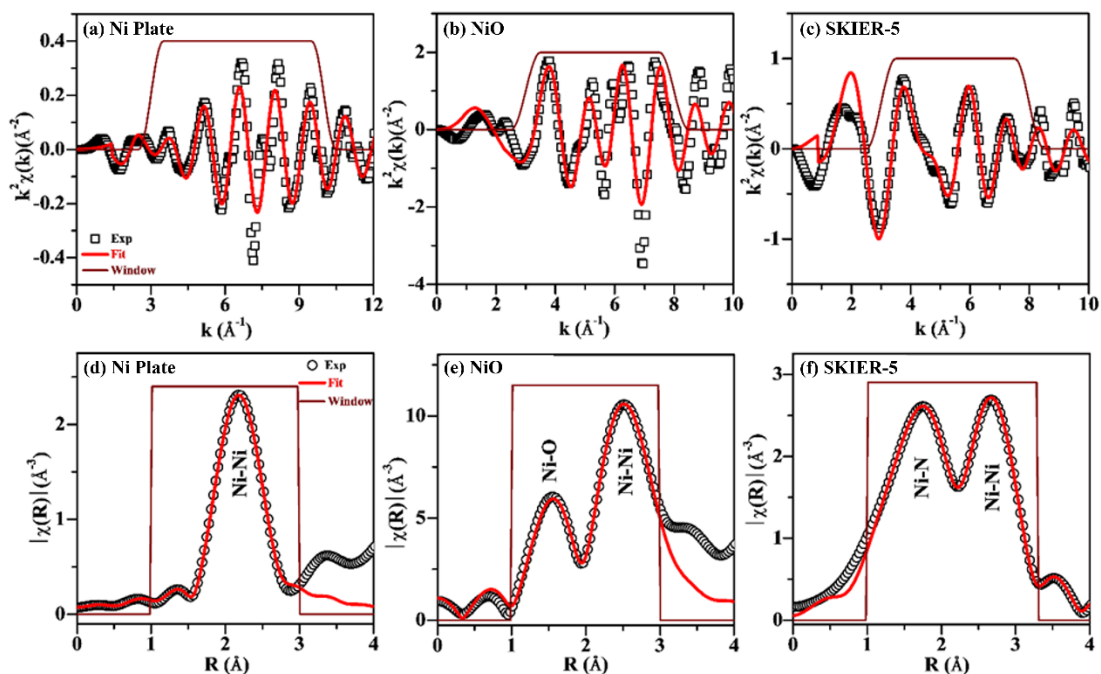 (a) Ni Plate
0.4
0.2
0.0
-0.2
-0.4
k²χ(k)(Å⁻²)
Exp
Fit
Window
0 3 6 9 12
k (Å⁻¹)
(b) NiO
2
0
-2
-4
k²χ(k)(Å⁻²)
0 2 4 6 8 10
k (Å⁻¹)
(c) SKIER-5
1
0
-1
k²χ(k)(Å⁻²)
0 2 4 6 8 10
k (Å⁻¹)
(d) Ni Plate
Exp
Fit
Window
2
1
0
|χ(R)|(Å⁻³)
Ni-Ni
0 1 2 3 4
R (Å)
(e) NiO
10
5
0
|χ(R)|(Å⁻³)
Ni-O
Ni-Ni
0 1 2 3 4
R (Å)
(f) SKIER-5
3
2
1
0
|χ(R)|(Å⁻³)
Ni-N
Ni-Ni
0 1 2 3 4
R (Å)